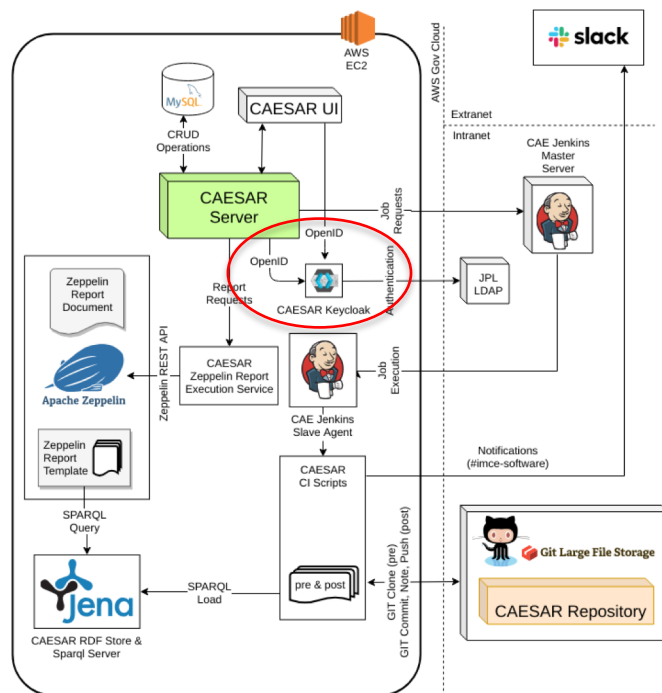 AWS
EC2
slack
AWS Gov Cloud
Extranet
Intranet
MySQL
CAESAR UI
CRUD
Operations
CAE Jenkins
Master
Server
CAESAR
Server
Job
Requests
OpenID
OpenID
Report
Requests
CAESAR Keycloak
Authentication
JPL
LDAP
Zeppelin
Report
Document
Apache Zeppelin
Zeppelin REST API
CAESAR
Zeppelin Report
Execution Service
CAE Jenkins
Slave Agent
Job
Execution
Zeppelin
Report
Template
CAESAR
CI Scripts
Notifications
(#imce-software)
SPARQL
Query
Jena
CAESAR RDF Store &
Sparql Server
SPARQL
Load
pre & post
GIT Clone (pre)
GIT Commit, Note, Push (post)
Git Large File Storage
CAESAR Repository